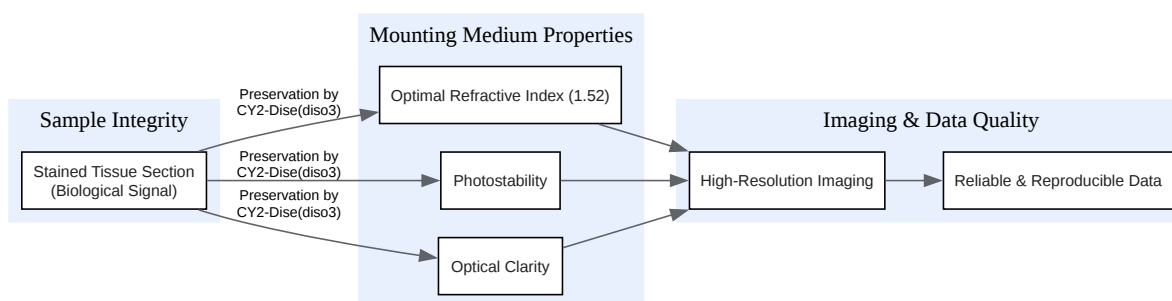 Sample Integrity
Stained Tissue Section
(Biological Signal)
Preservation by
CY2-Dise(diso3)
Preservation by
CY2-Dise(diso3)
Preservation by
CY2-Dise(diso3)
Mounting Medium Properties
Optimal Refractive Index (1.52)
Photostability
Optical Clarity
Imaging & Data Quality
High-Resolution Imaging
Reliable & Reproducible Data